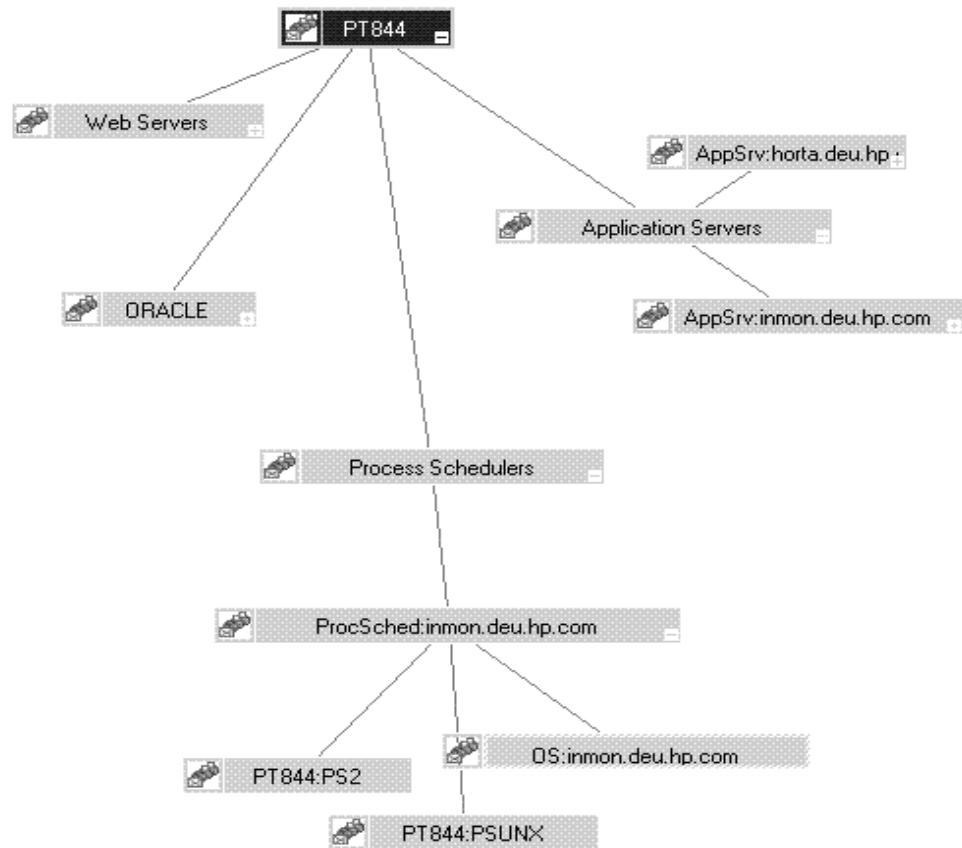 PT844
Web Servers
AppSrv:horta.deu.hp
Application Servers
ORACLE
AppSrv:inmon.deu.hp.com
Process Schedulers
ProcSched:inmon.deu.hp.com
OS:inmon.deu.hp.com
PT844:PS2
PT844:PSUNX